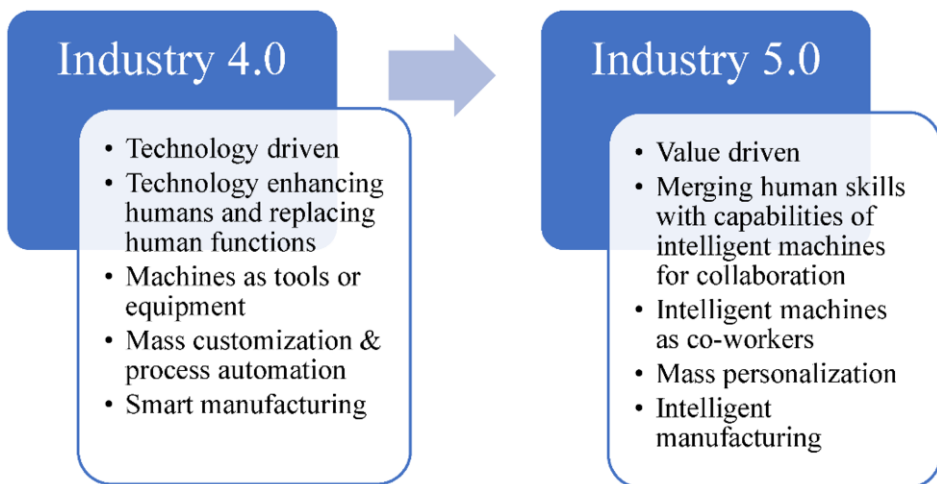 Industry 4.0
• Technology driven
• Technology enhancing
humans and replacing
human functions
• Machines as tools or
equipment
• Mass customization &
process automation
• Smart manufacturing
Industry 5.0
• Value driven
• Merging human skills
with capabilities of
intelligent machines
for collaboration
• Intelligent machines
as co-workers
• Mass personalization
• Intelligent
manufacturing